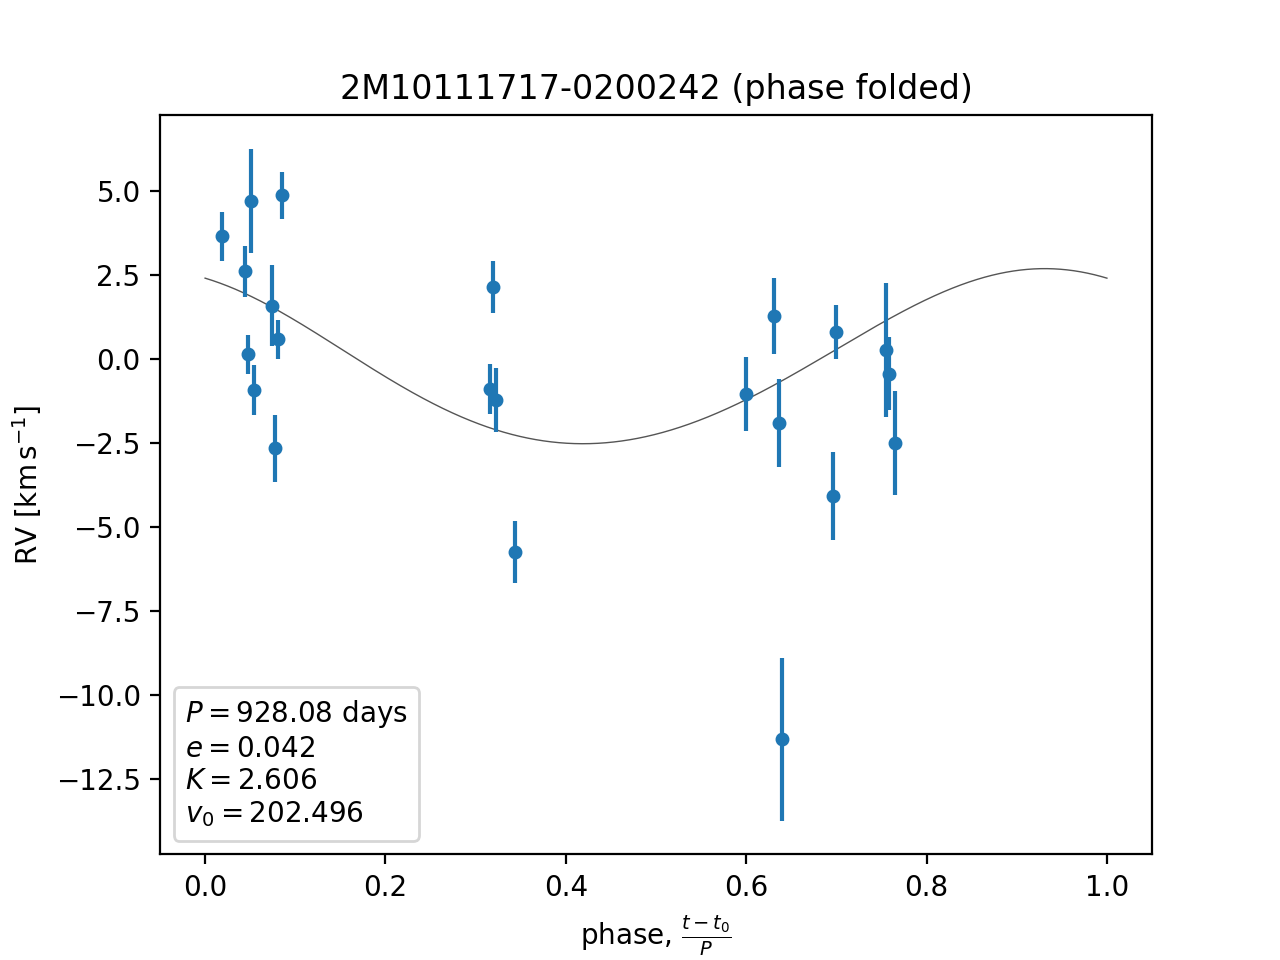 2M10111717-0200242 (phase folded)
RV [km s⁻¹]
5.0
2.5
0.0
−2.5
−5.0
−7.5
−10.0
−12.5
P = 928.08 days
e = 0.042
K = 2.606
v₀ = 202.496
0.0 0.2 0.4 0.6 0.8 1.0
phase, (t − t₀)/P